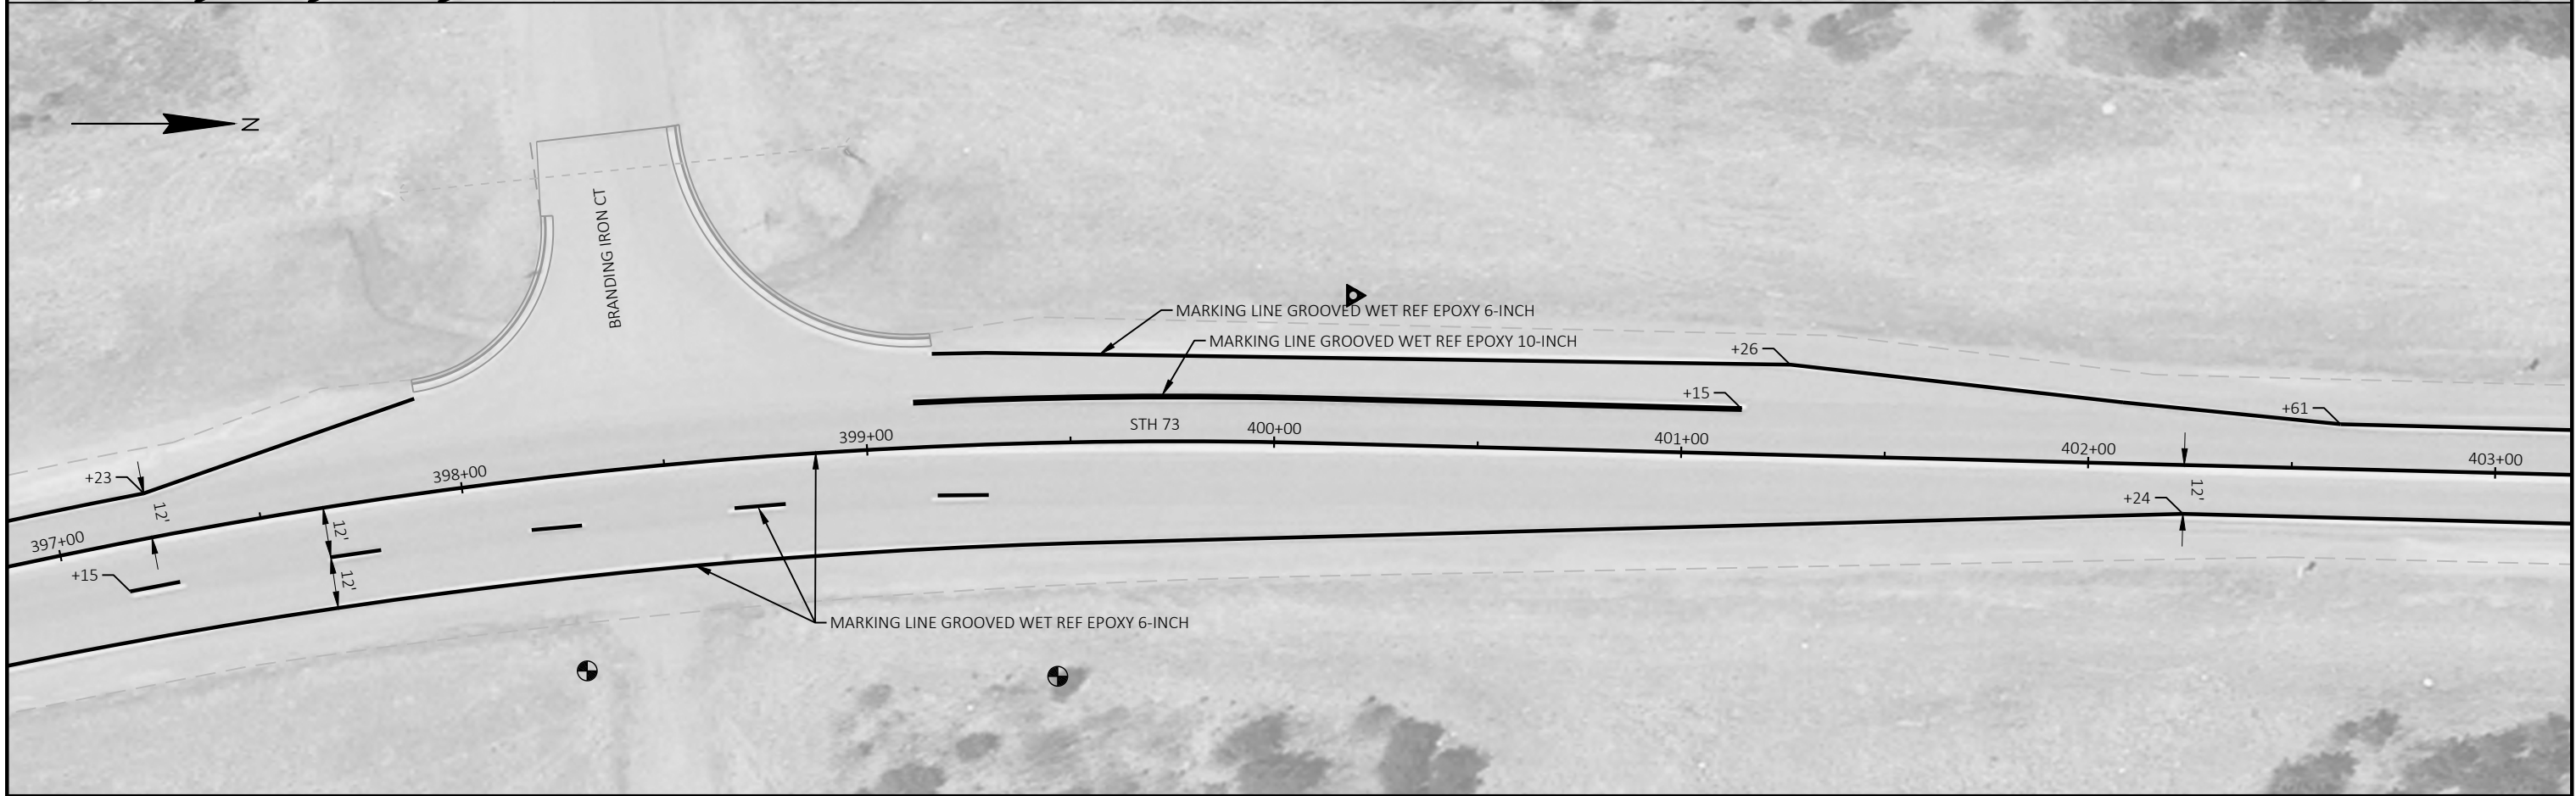 N
BRANDING IRON CT
MARKING LINE GROOVED WET REF EPOXY 6-INCH
MARKING LINE GROOVED WET REF EPOXY 10-INCH
+26
+15
+61
STH 73
397+00
398+00
399+00
400+00
401+00
402+00
403+00
+23
12'
12'
12'
+15
+24
12'
MARKING LINE GROOVED WET REF EPOXY 6-INCH